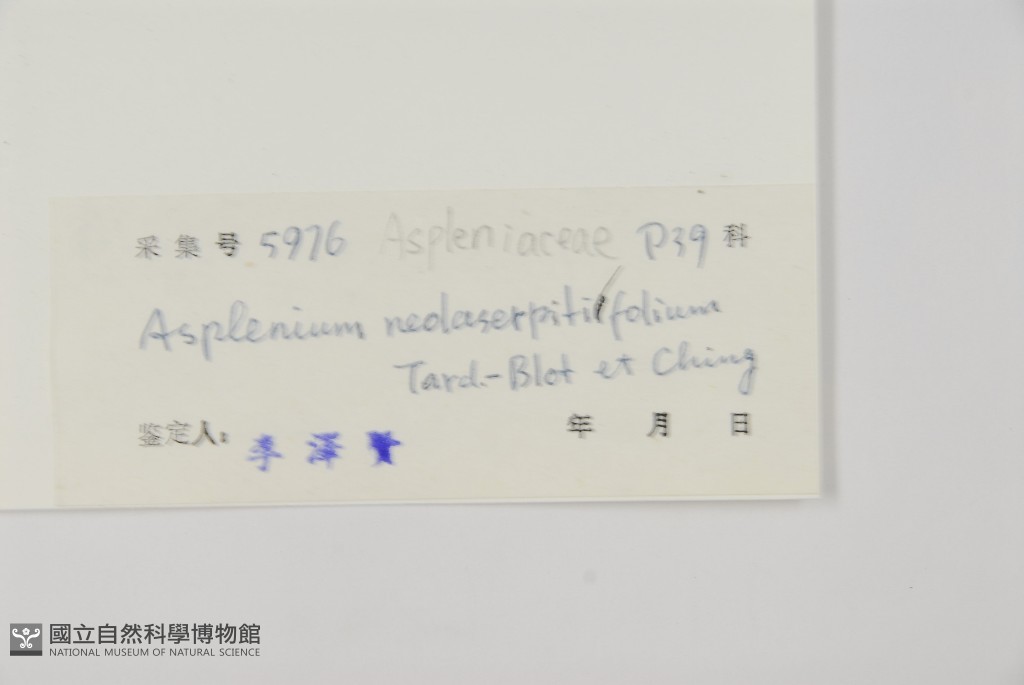 采集号 5976 Aspleniaceae P39 科
Asplenium neolaserpitiifolium
Tard.-Blot et Ching
鉴定人: 李泽贤 年 月 日
國立自然科學博物館
NATIONAL MUSEUM OF NATURAL SCIENCE